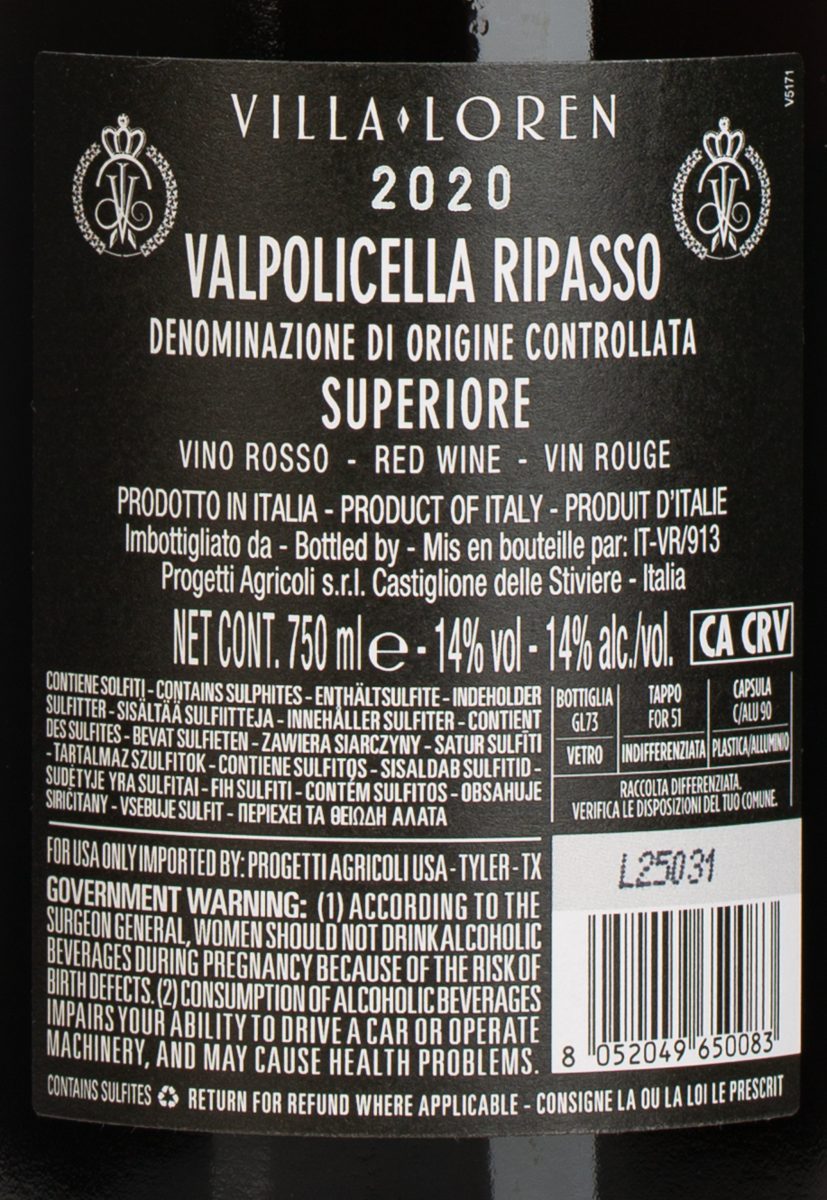 V5171
VILLA♦LOREN
2020
VALPOLICELLA RIPASSO
DENOMINAZIONE DI ORIGINE CONTROLLATA
SUPERIORE
VINO ROSSO - RED WINE - VIN ROUGE
PRODOTTO IN ITALIA - PRODUCT OF ITALY - PRODUIT D'ITALIE
Imbottigliato da - Bottled by - Mis en bouteille par: IT-VR/913
Progetti Agricoli s.r.l. Castiglione delle Stiviere - Italia
NET CONT. 750 ml ℮ - 14% vol - 14% alc./vol.
CA CRV
CONTIENE SOLFITI - CONTAINS SULPHITES - ENTHÄLTSULFITE - INDEHOLDER
SULFITTER - SISÄLTÄÄ SULFIITTEJA - INNEHÅLLER SULFITER - CONTIENT
DES SULFITES - BEVAT SULFIETEN - ZAWIERA SIARCZYNY - SATUR SULFĪTI
- TARTALMAZ SZULFITOK - CONTIENE SULFITOS - SISALDAB SULFITID -
SUDĖTYJE YRA SULFITAI - FIH SULFITI - CONTÉM SULFITOS - OBSAHUJE
SIRIČITANY - VSEBUJE SULFIT - ΠΕΡΙΕΧΕΙ ΤΑ ΘΕΙΩΔΗ ΑΛΑΤΑ
BOTTIGLIA TAPPO CAPSULA
GL73 FOR 51 C/ALU 90
VETRO INDIFFERENZIATA PLASTICA/ALLUMINIO
RACCOLTA DIFFERENZIATA.
VERIFICA LE DISPOSIZIONI DEL TUO COMUNE.
FOR USA ONLY IMPORTED BY: PROGETTI AGRICOLI USA - TYLER - TX
GOVERNMENT WARNING: (1) ACCORDING TO THE
SURGEON GENERAL, WOMEN SHOULD NOT DRINK ALCOHOLIC
BEVERAGES DURING PREGNANCY BECAUSE OF THE RISK OF
BIRTH DEFECTS. (2) CONSUMPTION OF ALCOHOLIC BEVERAGES
IMPAIRS YOUR ABILITY TO DRIVE A CAR OR OPERATE
MACHINERY, AND MAY CAUSE HEALTH PROBLEMS.
L25031
8 052049 650083
CONTAINS SULFITES ♻ RETURN FOR REFUND WHERE APPLICABLE - CONSIGNE LA OU LA LOI LE PRESCRIT